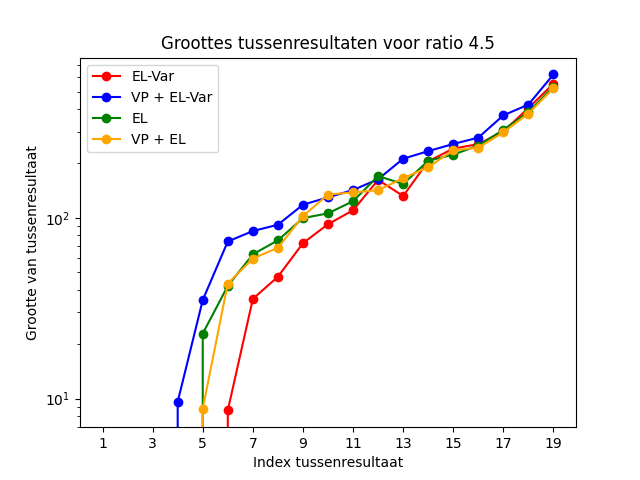 Groottes tussenresultaten voor ratio 4.5
EL-Var
VP + EL-Var
EL
VP + EL
Grootte van tussenresultaat
10²
10¹
1 3 5 7 9 11 13 15 17 19
Index tussenresultaat